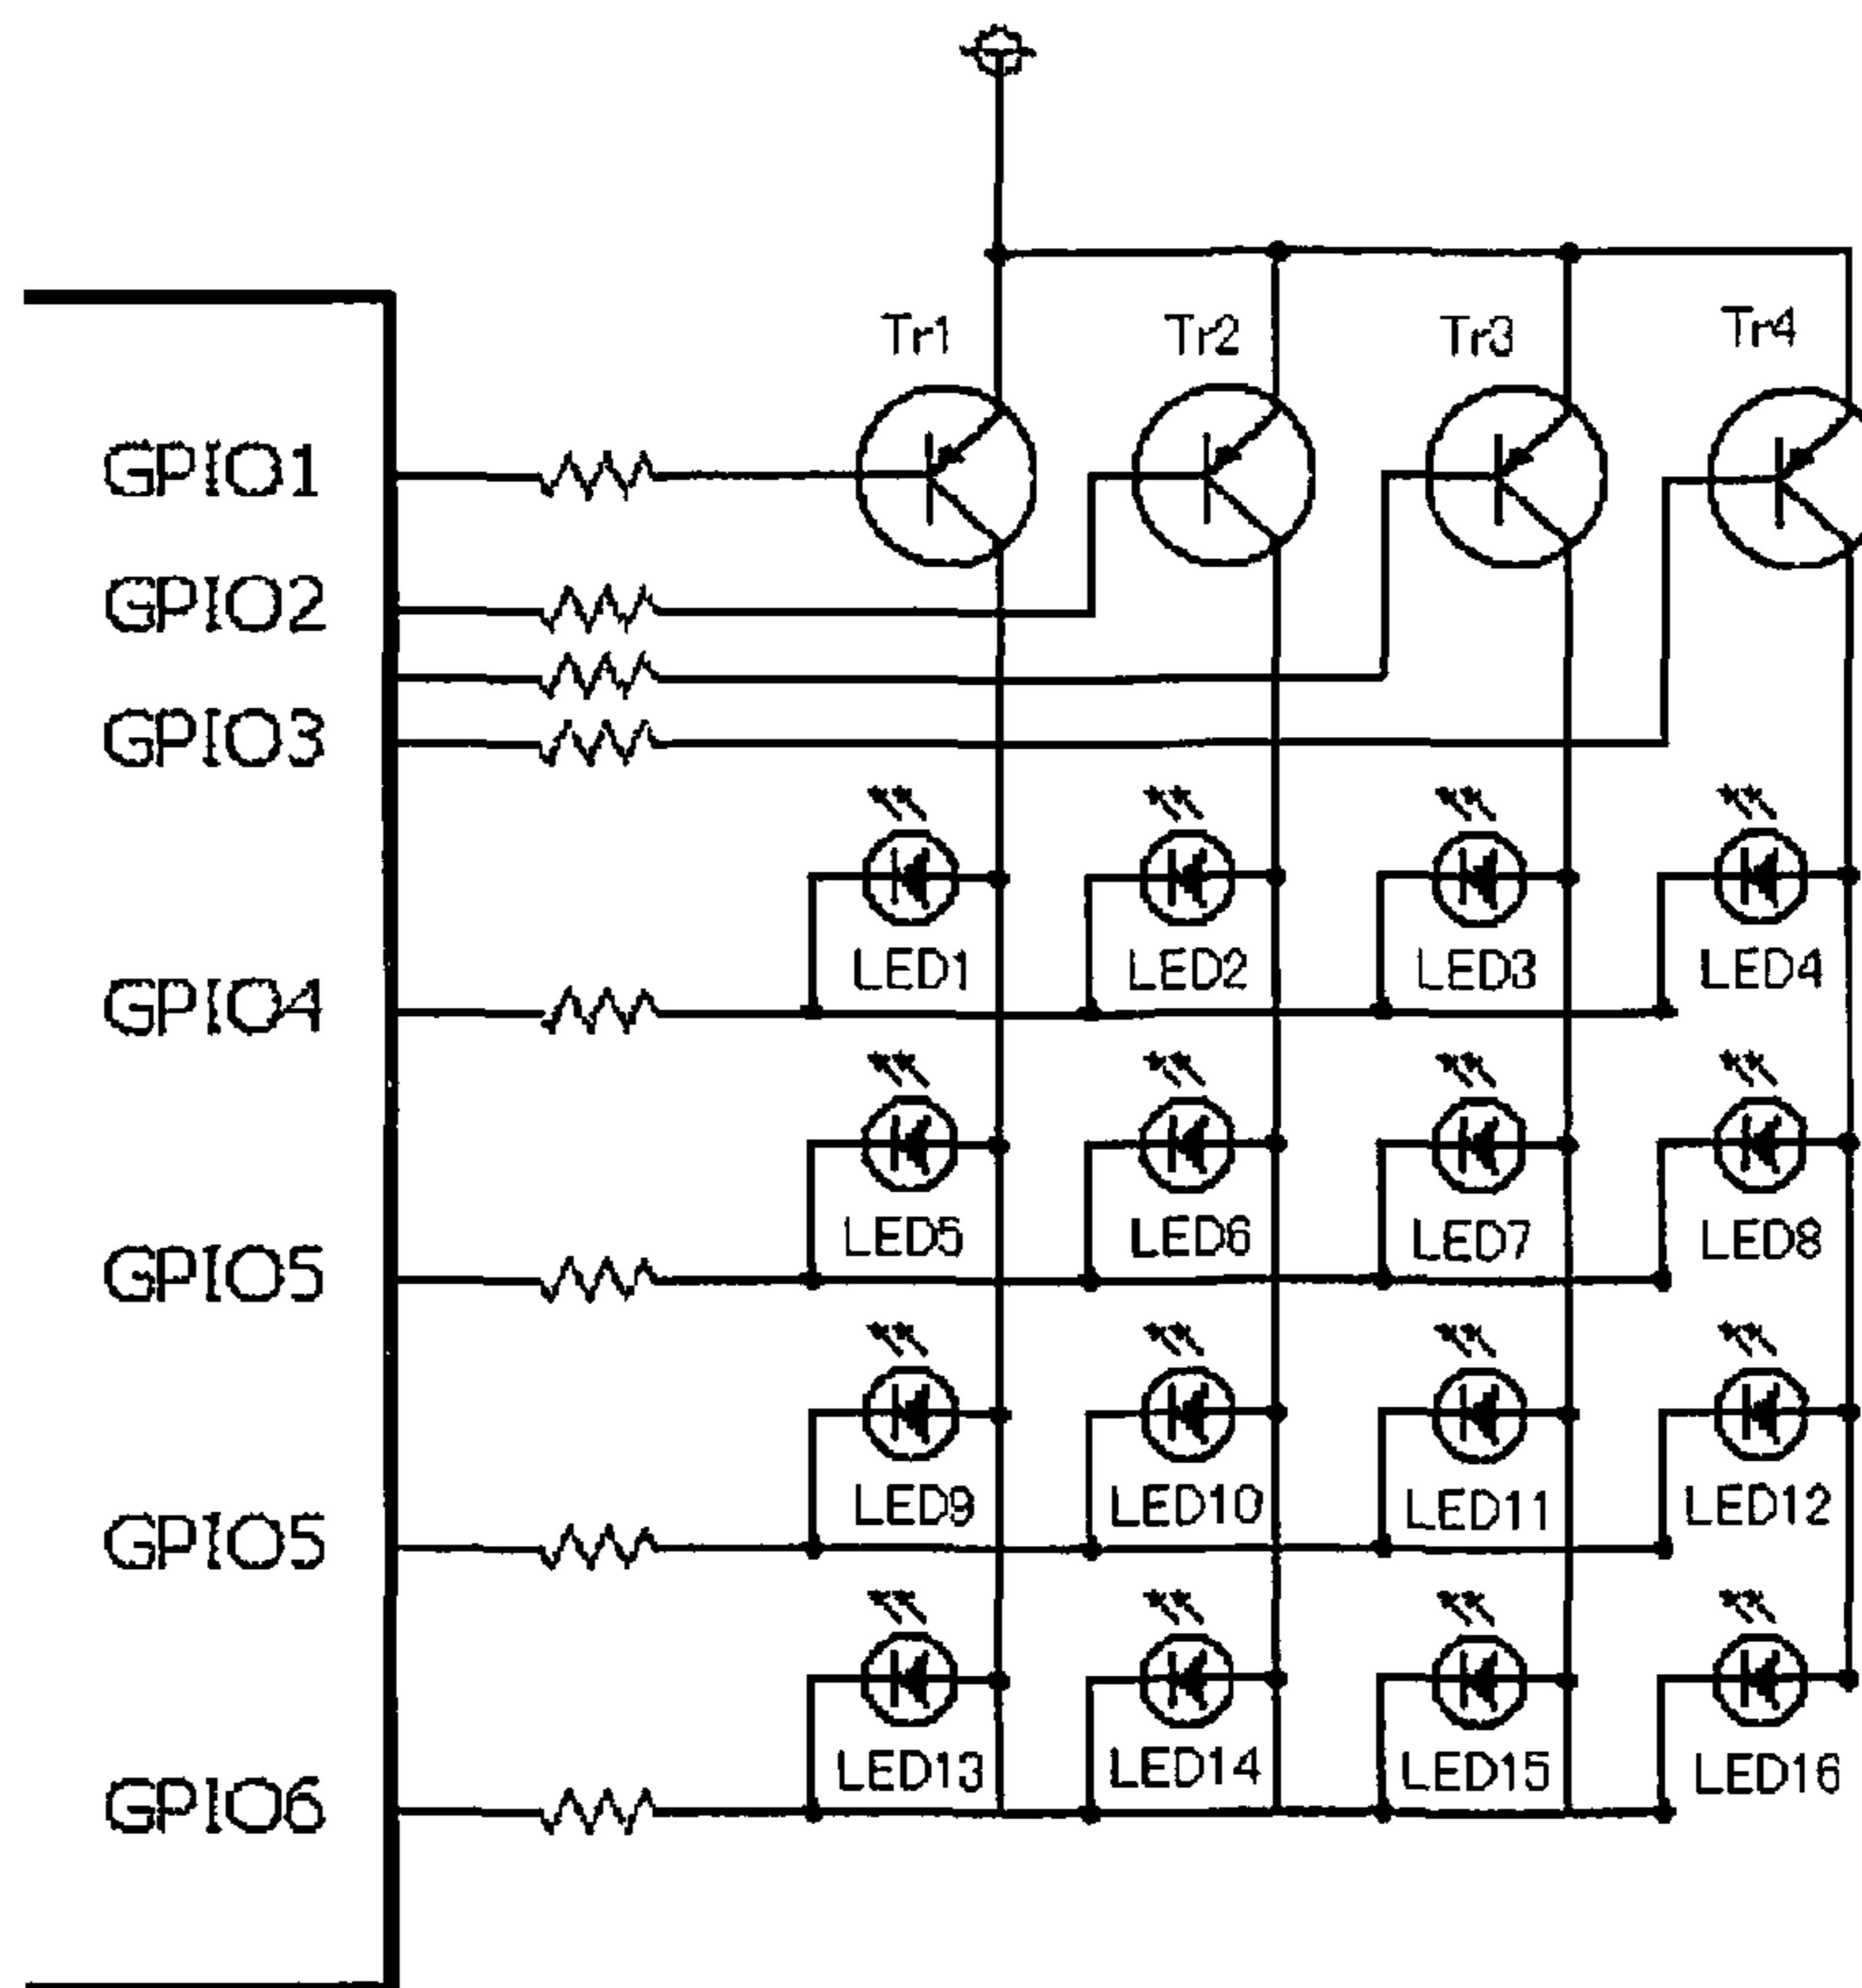 Tr1 Tr2 Tr3 Tr4
GPIO1
GPIO2
GPIO3
LED1 LED2 LED3 LED4
GPIO4
LED5 LED6 LED7 LED8
GPIO5
LED9 LED10 LED11 LED12
GPIO5
LED13 LED14 LED15 LED16
GPIO6